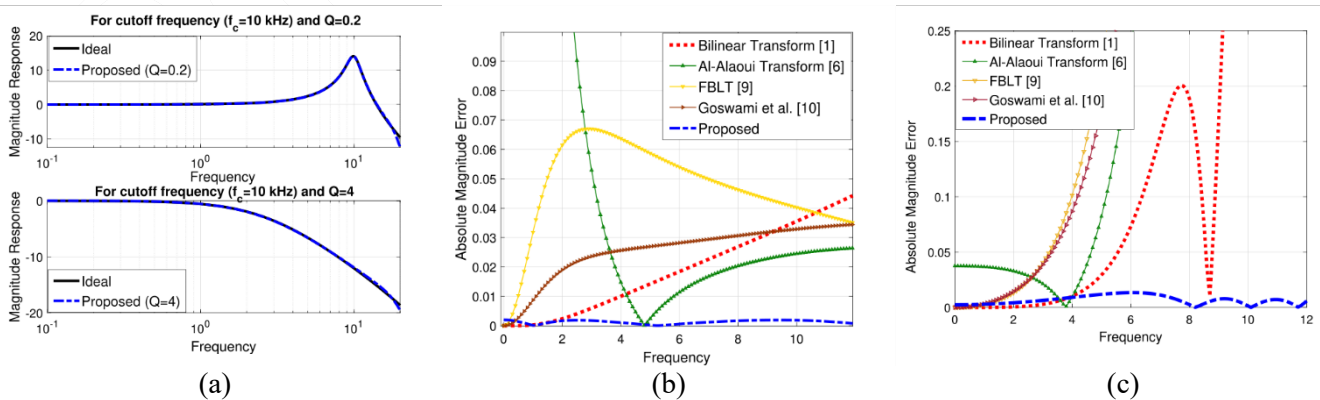 For cutoff frequency (f_c=10 kHz) and Q=0.2
Magnitude Response
20
10
0
-10
Ideal
Proposed (Q=0.2)
10^-1
10^0
10^1
Frequency
For cutoff frequency (f_c=10 kHz) and Q=4
Magnitude Response
0
-10
-20
Ideal
Proposed (Q=4)
10^-1
10^0
10^1
Frequency
(a)
Absolute Magnitude Error
0.1
0.09
0.08
0.07
0.06
0.05
0.04
0.03
0.02
0.01
0
Bilinear Transform [1]
Al-Alaoui Transform [6]
FBLT [9]
Goswami et al. [10]
Proposed
0 2 4 6 8 10
Frequency
(b)
Absolute Magnitude Error
0.25
0.2
0.15
0.1
0.05
0
Bilinear Transform [1]
Al-Alaoui Transform [6]
FBLT [9]
Goswami et al. [10]
Proposed
0 2 4 6 8 10 12
Frequency
(c)